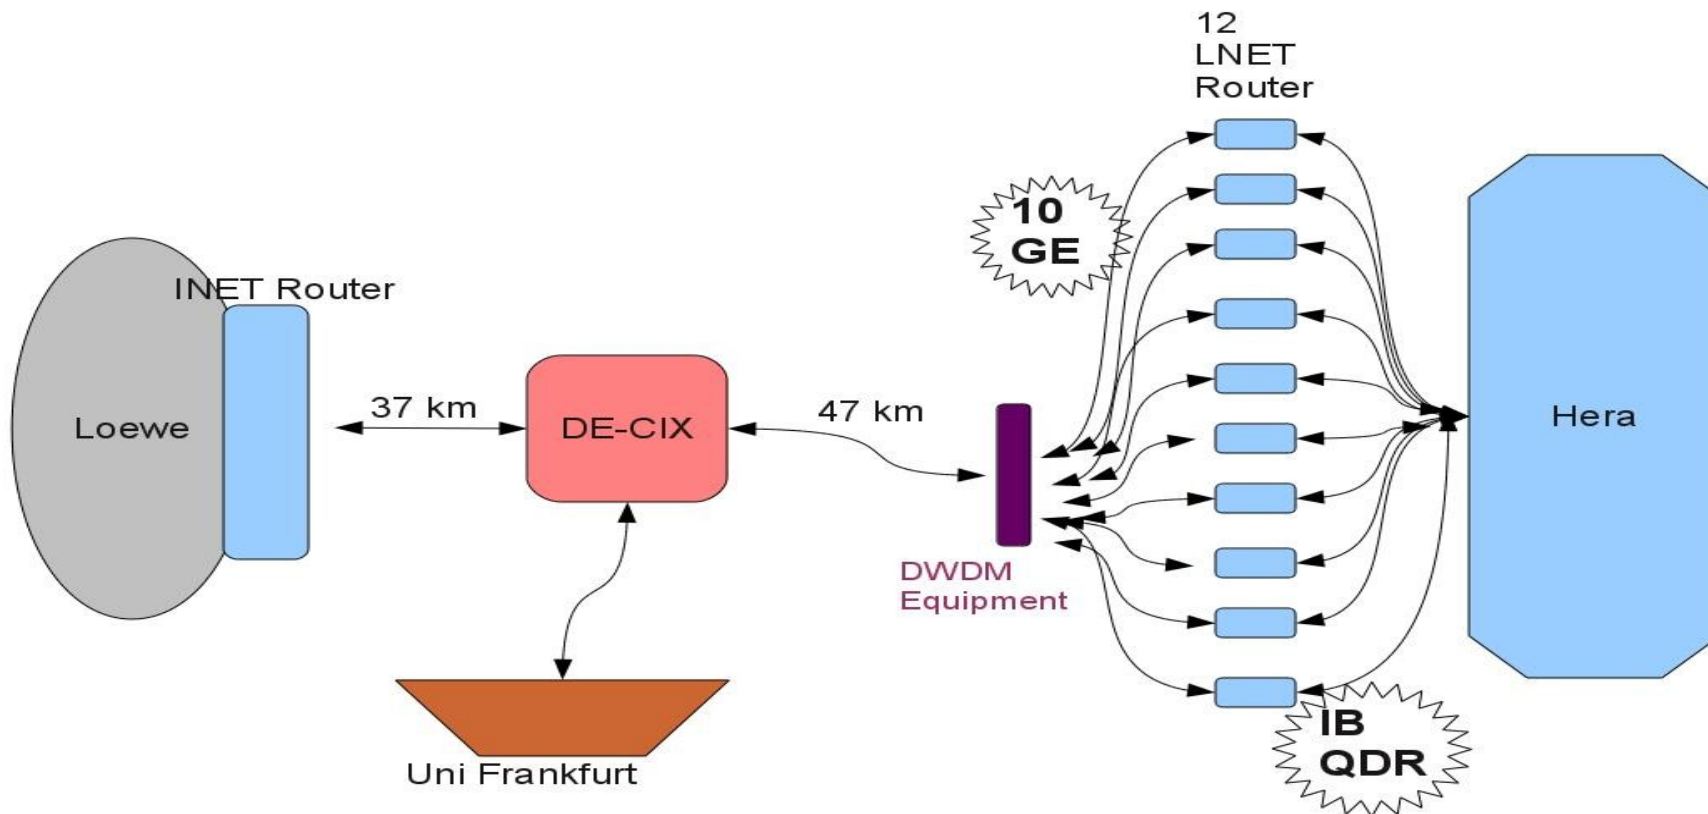 12
LNET
Router
10
GE
INET Router
37 km
47 km
Loewe
DE-CIX
Hera
DWDM
Equipment
IB
QDR
Uni Frankfurt